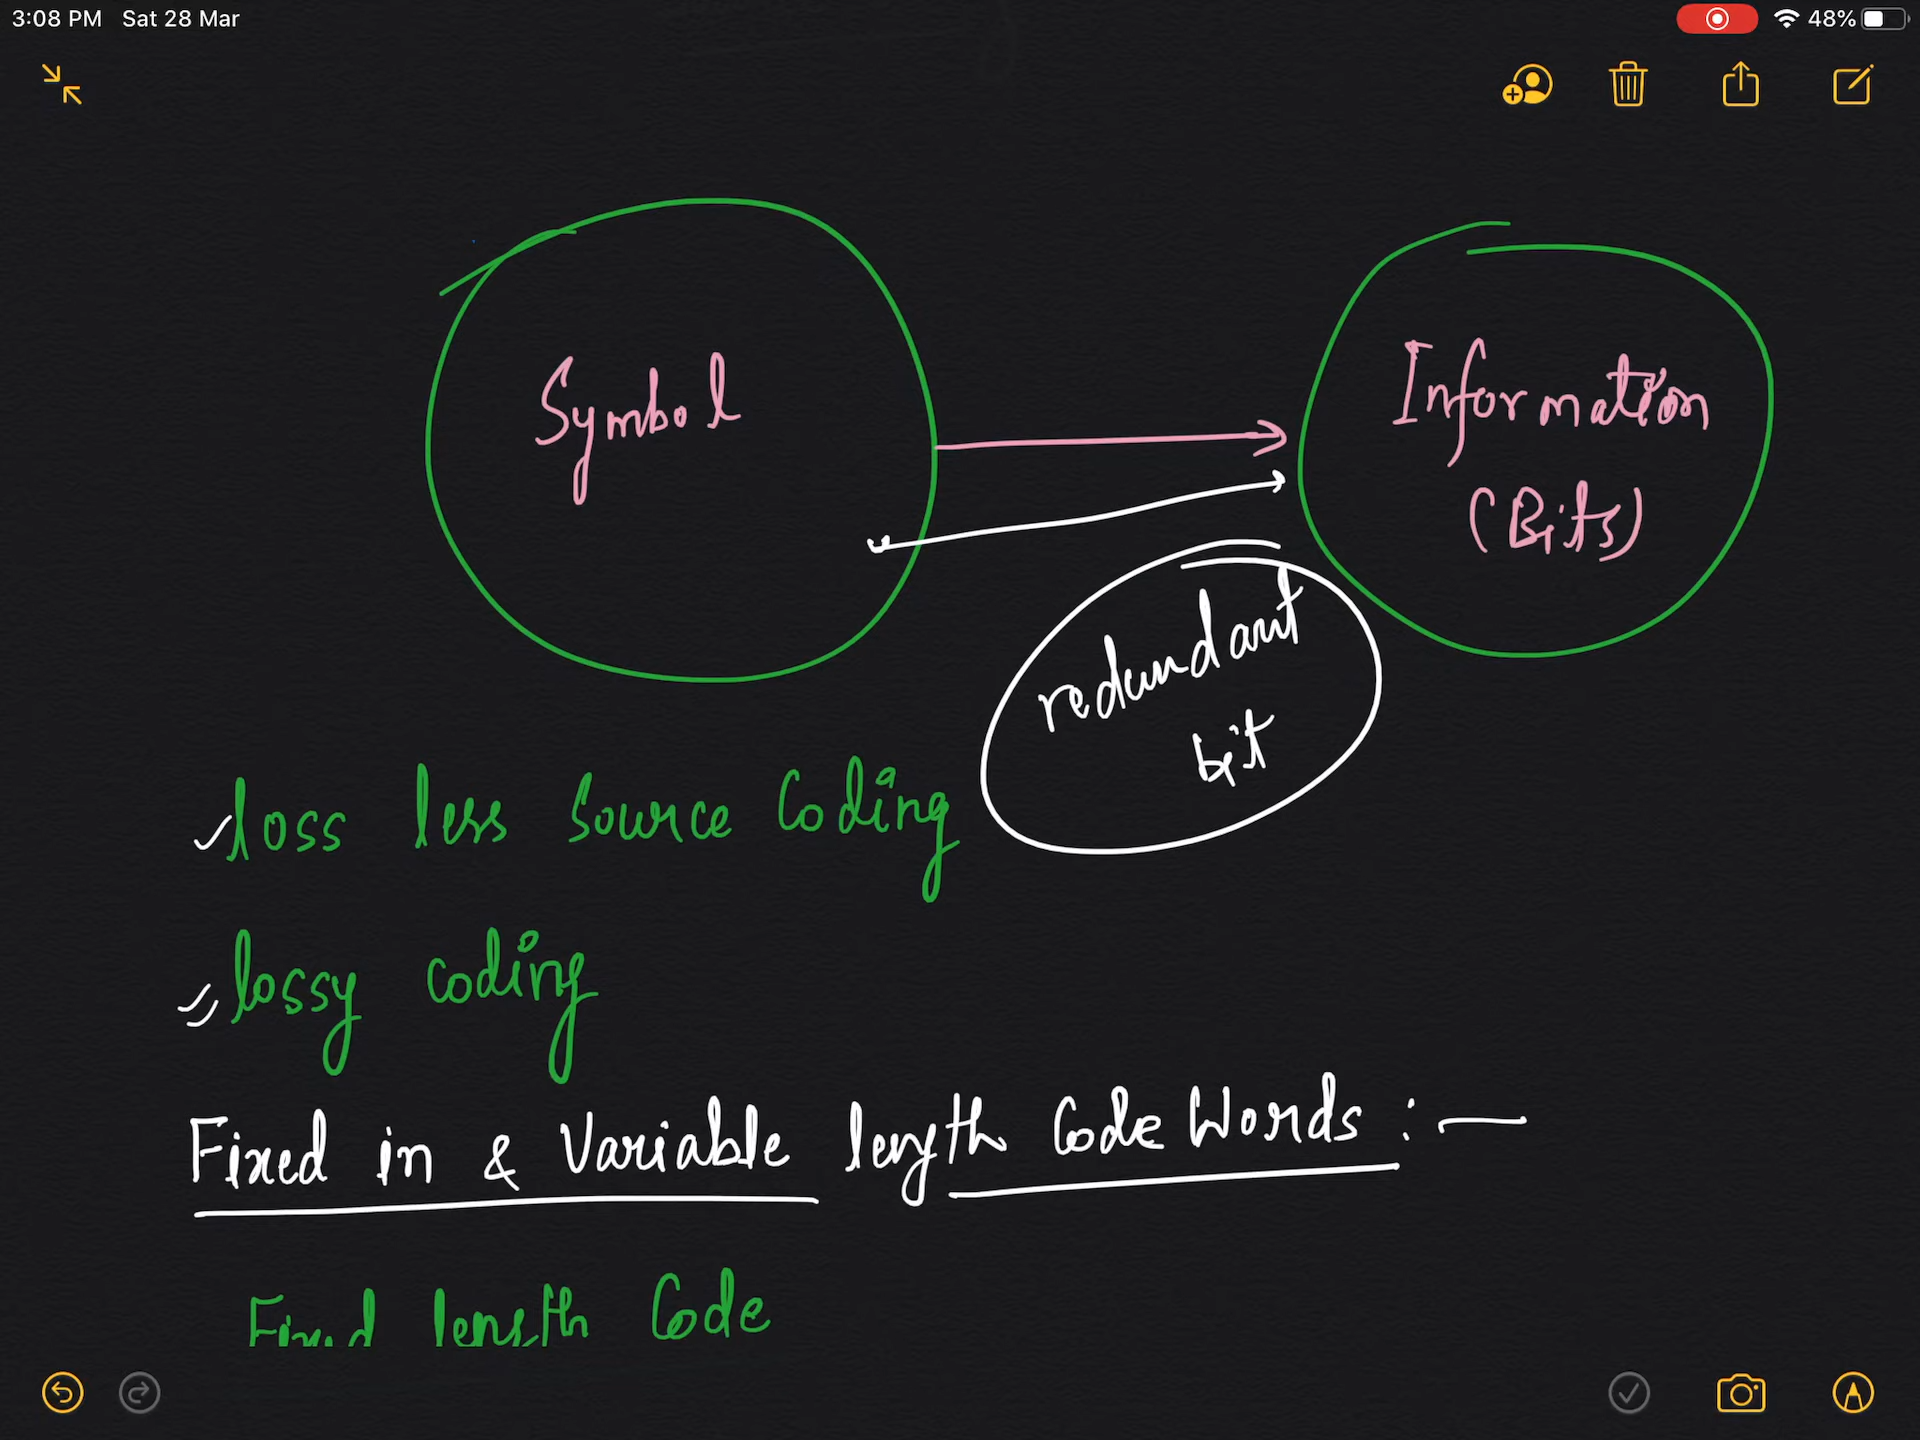 3:08 PM Sat 28 Mar
48%
Symbol
Information
(Bits)
redundant
bit
loss less Source Coding
lossy coding
Fixed in & Variable length Code Words : —
Fixed length Code